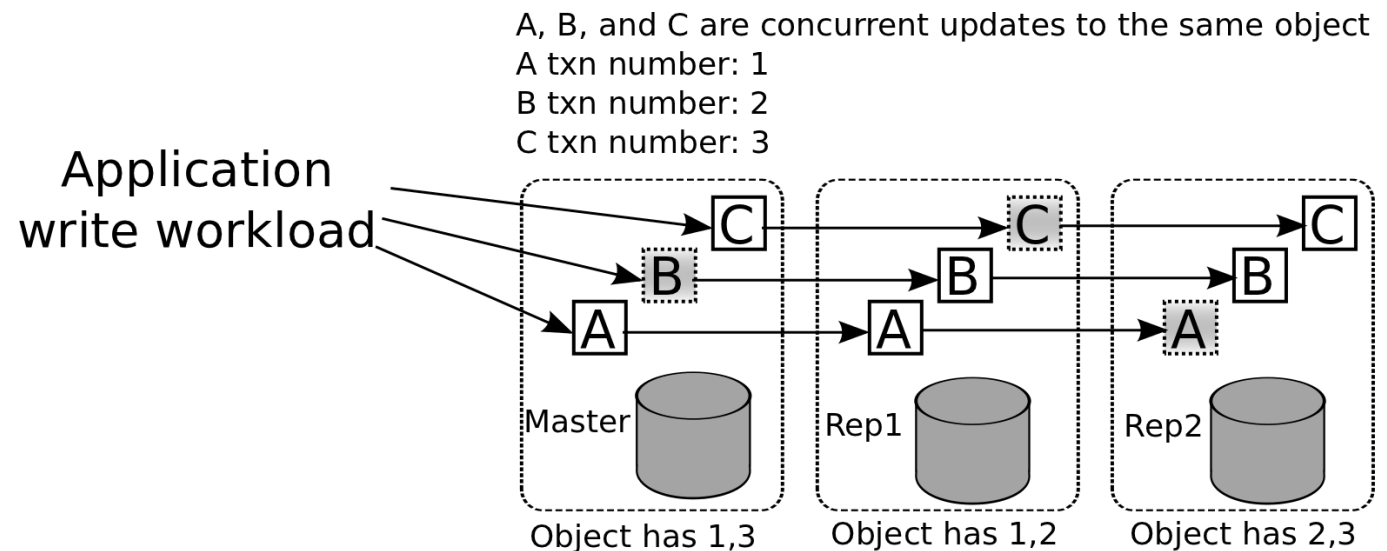 A, B, and C are concurrent updates to the same object
A txn number: 1
B txn number: 2
C txn number: 3
Application
write workload
C
B
A
Master
Object has 1,3
C
B
A
Rep1
Object has 1,2
C
B
A
Rep2
Object has 2,3